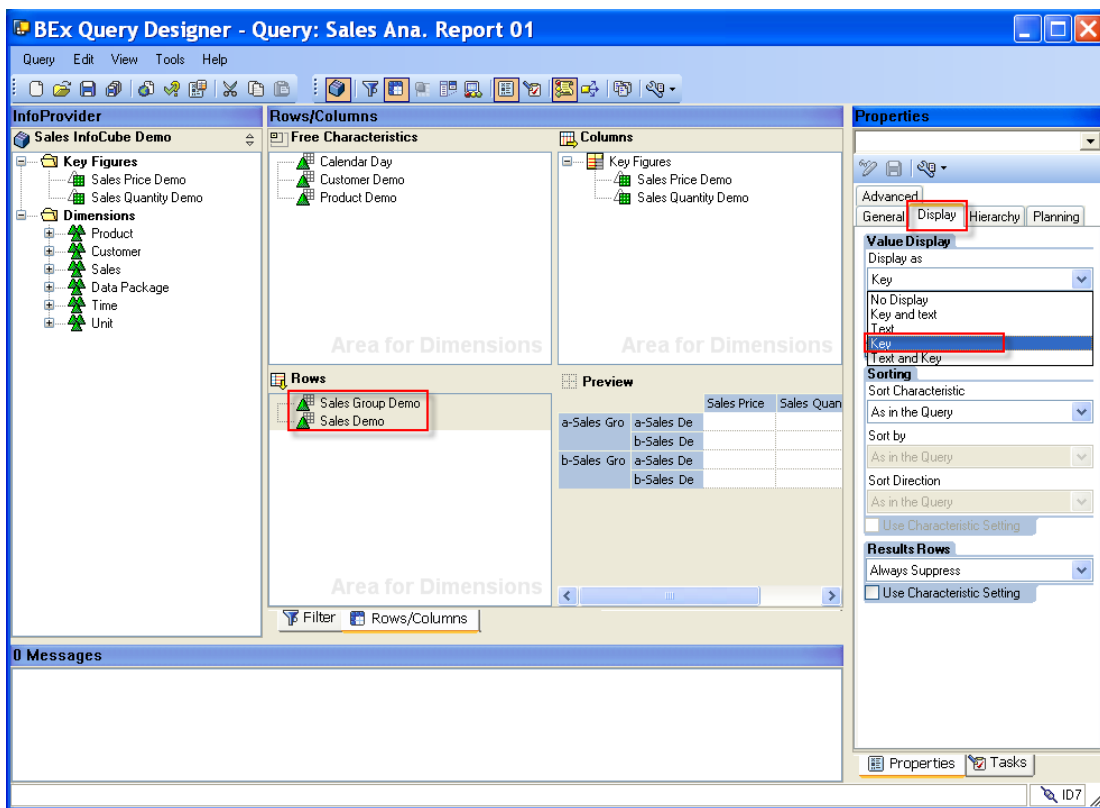 BEx Query Designer - Query: Sales Ana. Report 01
Query Edit View Tools Help
InfoProvider
Sales InfoCube Demo
Key Figures
Sales Price Demo
Sales Quantity Demo
Dimensions
Product
Customer
Sales
Data Package
Time
Unit
Rows/Columns
Free Characteristics
Calendar Day
Customer Demo
Product Demo
Area for Dimensions
Columns
Key Figures
Sales Price Demo
Sales Quantity Demo
Area for Dimensions
Rows
Sales Group Demo
Sales Demo
Area for Dimensions
Preview
Sales Price Sales Quan
a-Sales Gro a-Sales De
b-Sales De
b-Sales Gro a-Sales De
b-Sales De
Filter Rows/Columns
Properties
Advanced
General Display Hierarchy Planning
Value Display
Display as
Key
No Display
Key and text
Text
Key
Text and Key
Sorting
Sort Characteristic
As in the Query
Sort by
As in the Query
Sort Direction
As in the Query
Use Characteristic Setting
Results Rows
Always Suppress
Use Characteristic Setting
Properties Tasks
0 Messages
ID7